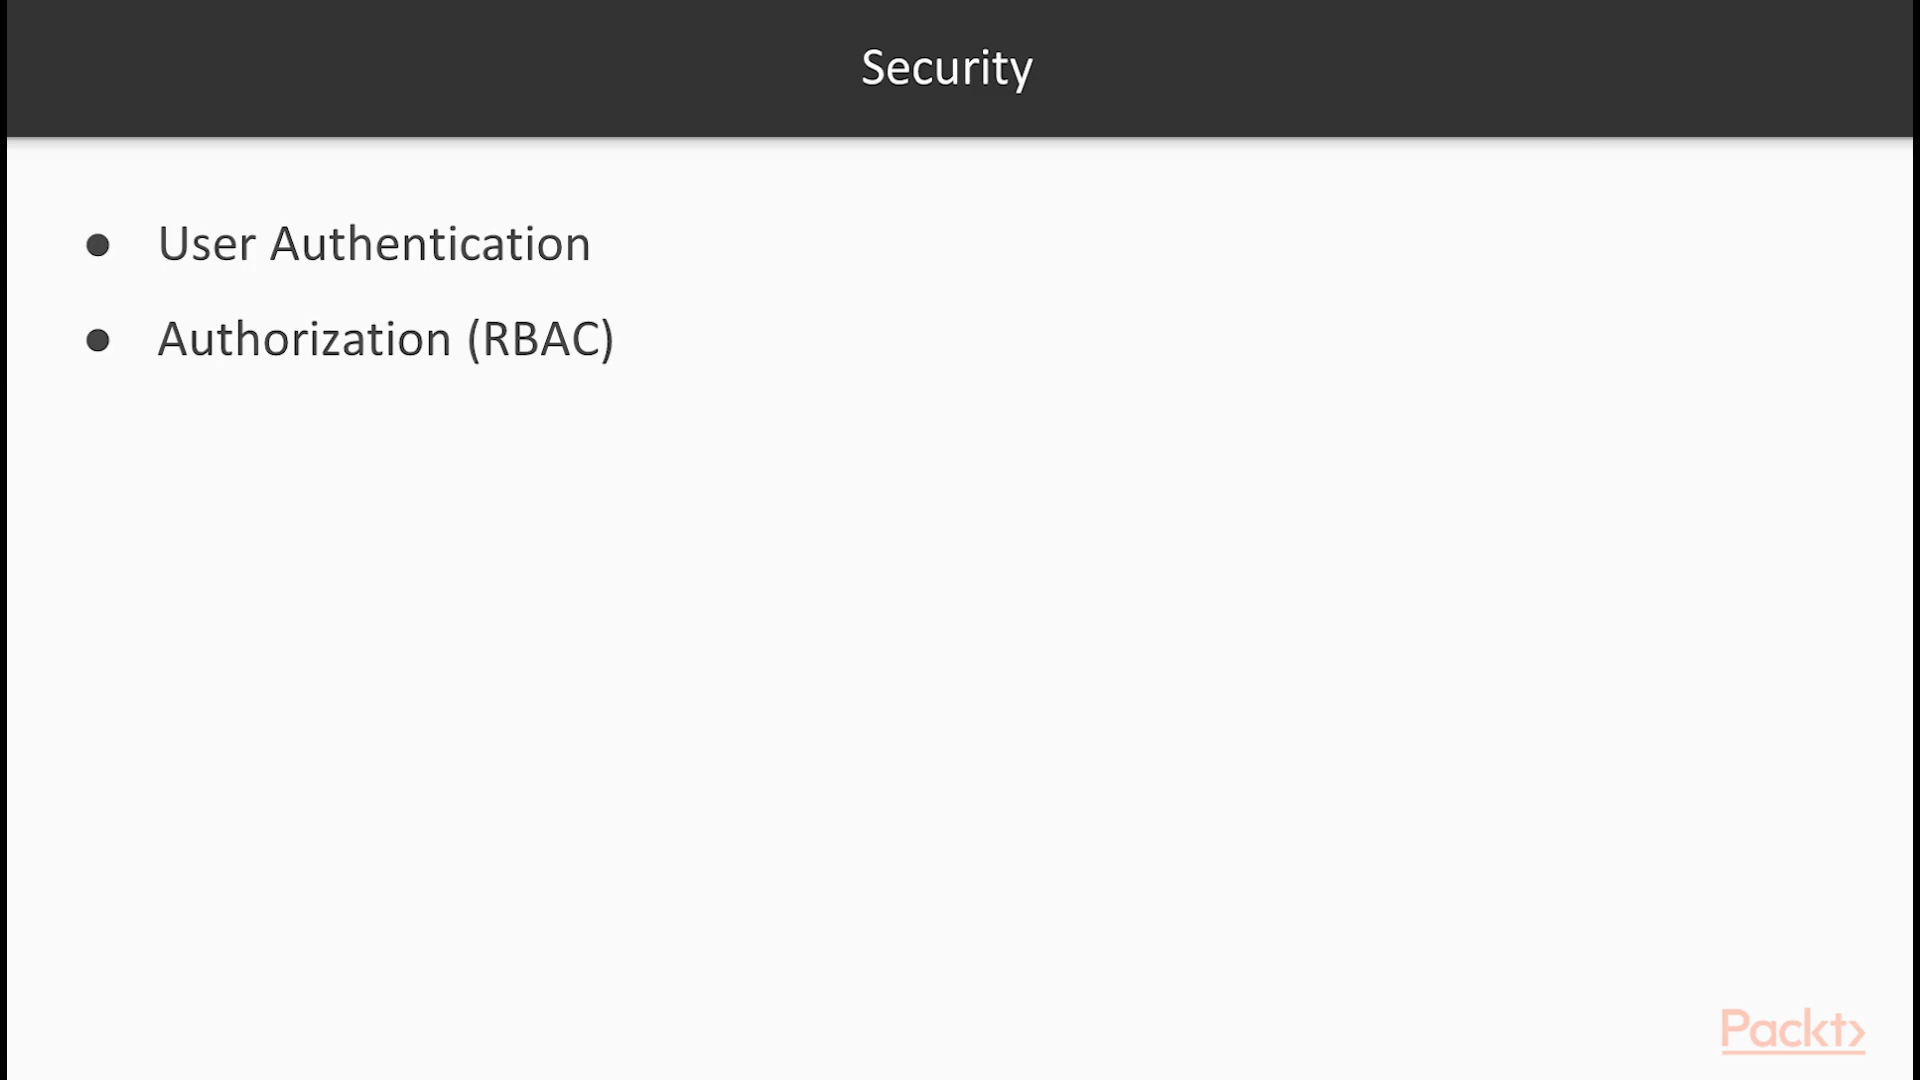 Security
● User Authentication
● Authorization (RBAC)
Packt>